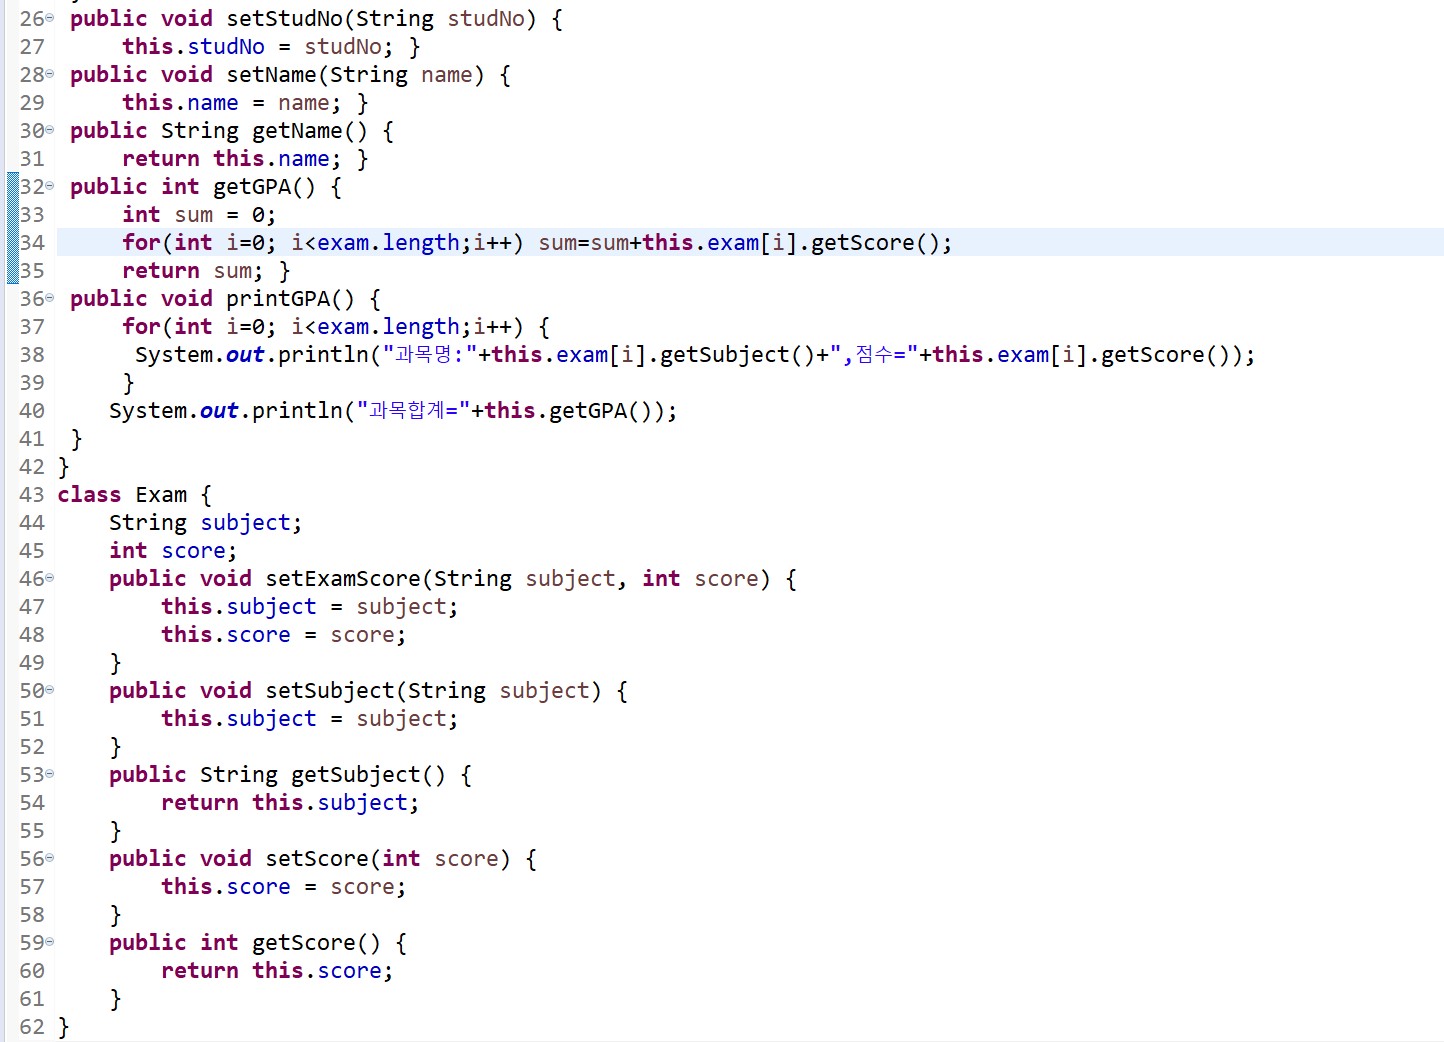 26 public void setStudNo(String studNo) {
27 this.studNo = studNo; }
28 public void setName(String name) {
29 this.name = name; }
30 public String getName() {
31 return this.name; }
32 public int getGPA() {
33 int sum = 0;
34 for(int i=0; i<exam.length;i++) sum=sum+this.exam[i].getScore();
35 return sum; }
36 public void printGPA() {
37 for(int i=0; i<exam.length;i++) {
38 System.out.println("과목명:"+this.exam[i].getSubject()+",점수="+this.exam[i].getScore());
39 }
40 System.out.println("과목합계="+this.getGPA());
41 }
42 }
43 class Exam {
44 String subject;
45 int score;
46 public void setExamScore(String subject, int score) {
47 this.subject = subject;
48 this.score = score;
49 }
50 public void setSubject(String subject) {
51 this.subject = subject;
52 }
53 public String getSubject() {
54 return this.subject;
55 }
56 public void setScore(int score) {
57 this.score = score;
58 }
59 public int getScore() {
60 return this.score;
61 }
62 }